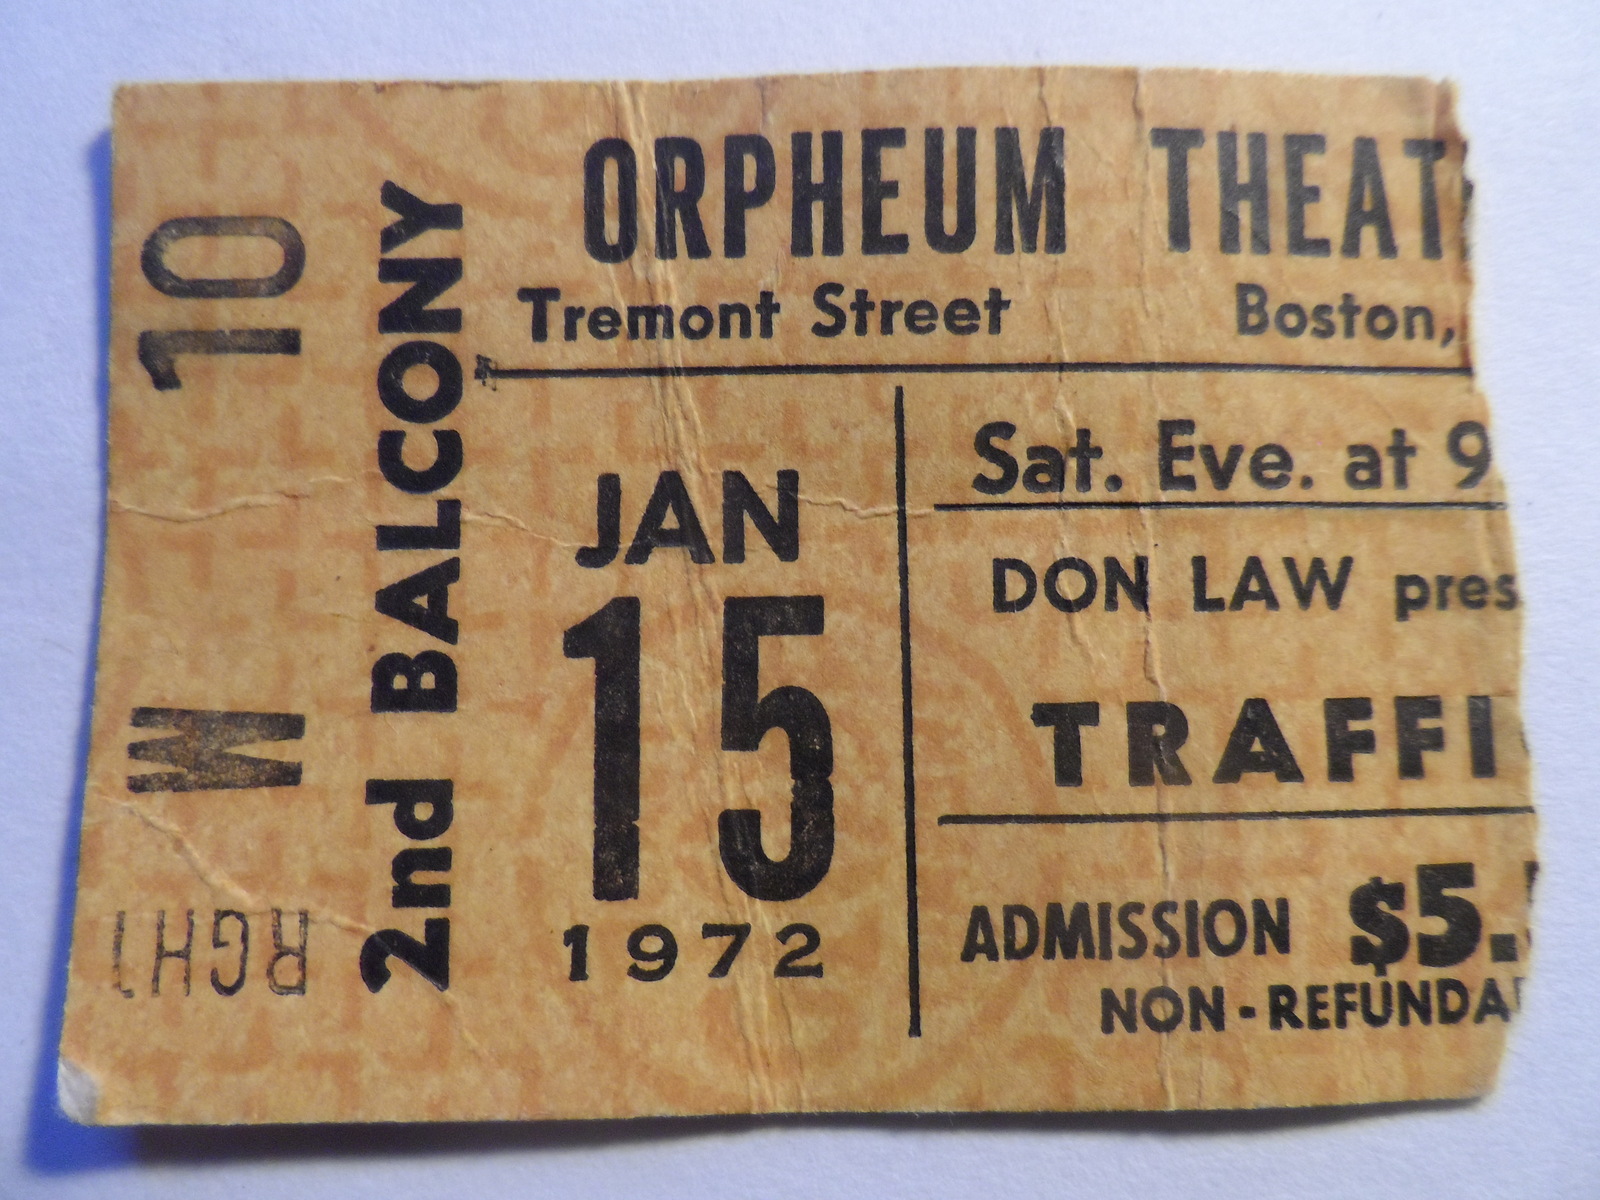 10
W
RGHT
2nd BALCONY
ORPHEUM THEAT
Tremont Street Boston,
JAN
15
1972
Sat. Eve. at 9
DON LAW pres
TRAFFI
ADMISSION $5.
NON-REFUNDA